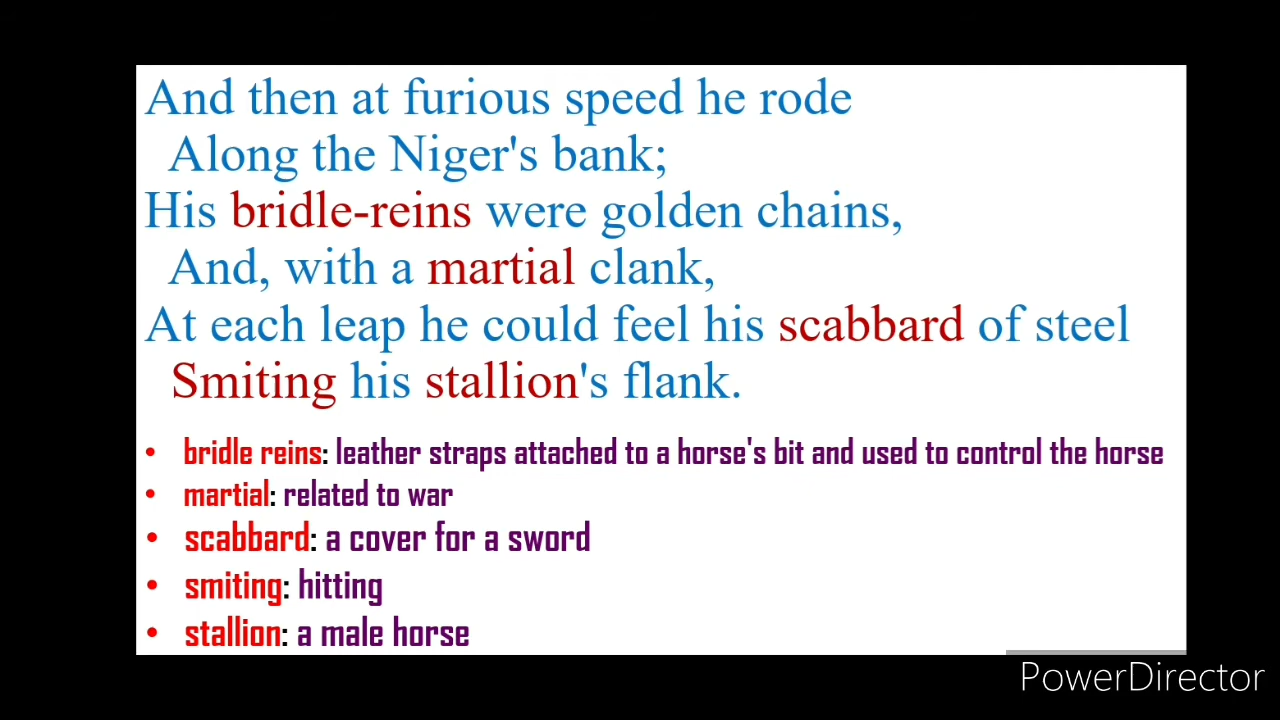 And then at furious speed he rode
Along the Niger's bank;
His bridle-reins were golden chains,
And, with a martial clank,
At each leap he could feel his scabbard of steel
Smiting his stallion's flank.
• bridle reins: leather straps attached to a horse's bit and used to control the horse
• martial: related to war
• scabbard: a cover for a sword
• smiting: hitting
• stallion: a male horse
PowerDirector